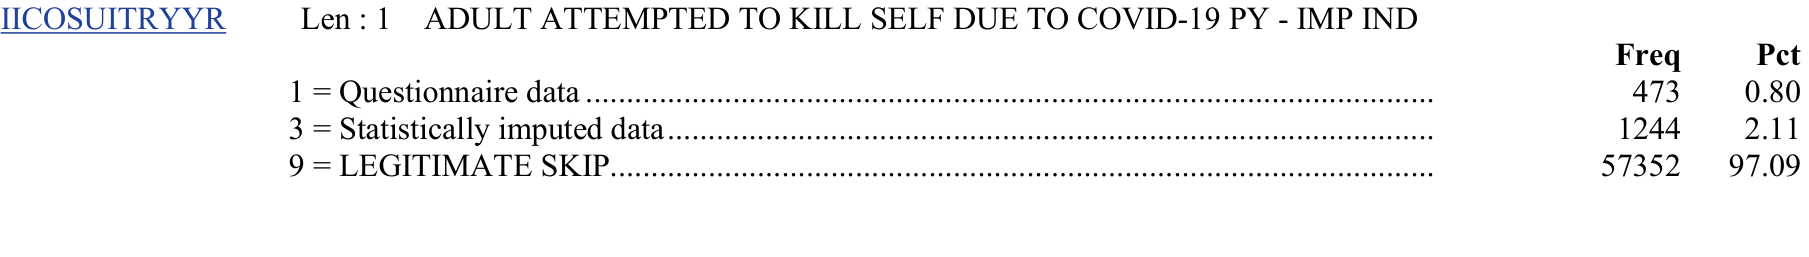 IICOSUITRYYR Len : 1 ADULT ATTEMPTED TO KILL SELF DUE TO COVID-19 PY - IMP IND
Freq Pct
1 = Questionnaire data ........................................................................................................ 473 0.80
3 = Statistically imputed data.............................................................................................. 1244 2.11
9 = LEGITIMATE SKIP..................................................................................................... 57352 97.09